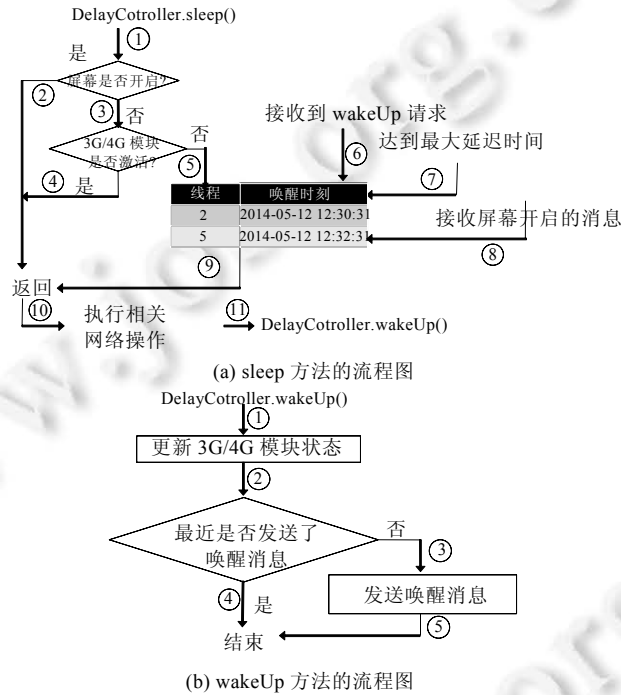 DelayCotroller.sleep()
①
是
② 屏幕是否开启?
③ 否
3G/4G 模块
是否激活?
否
④ 是
⑤
接收到 wakeUp 请求
⑥
达到最大延迟时间
⑦
线程 唤醒时刻
2 2014-05-12 12:30:31
5 2014-05-12 12:32:31
接收屏幕开启的消息
⑧
⑨
返回
⑩
执行相关
网络操作
⑪
DelayCotroller.wakeUp()
(a) sleep 方法的流程图
DelayCotroller.wakeUp()
①
更新 3G/4G 模块状态
②
最近是否发送了
唤醒消息
否
③
发送唤醒消息
④ 是
⑤
结束
(b) wakeUp 方法的流程图